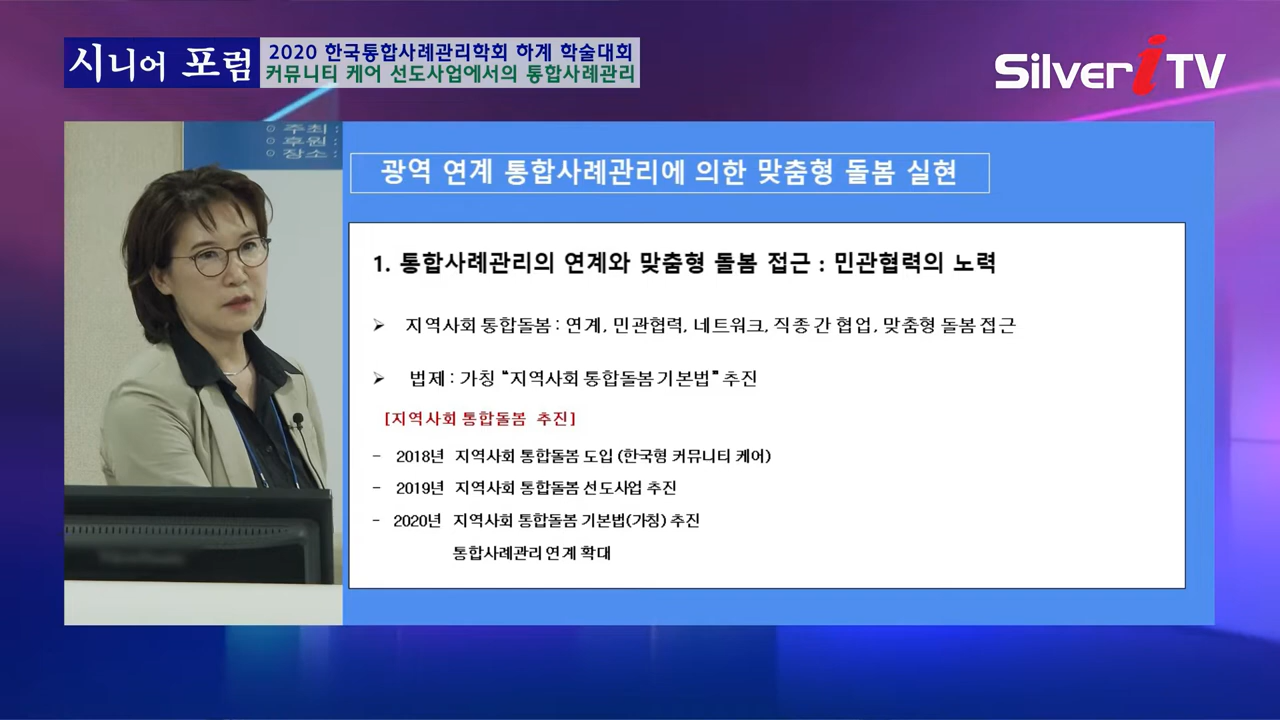 시니어 포럼
2020 한국통합사례관리학회 하계 학술대회
커뮤니티 케어 선도사업에서의 통합사례관리
SilveriTV
⊙ 주최 :
⊙ 후원 :
⊙ 장소 :
광역 연계 통합사례관리에 의한 맞춤형 돌봄 실현
1. 통합사례관리의 연계와 맞춤형 돌봄 접근 : 민관협력의 노력
➢ 지역사회 통합돌봄 : 연계, 민관협력, 네트워크, 직종 간 협업, 맞춤형 돌봄 접근
➢ 법제 : 가칭 “지역사회 통합돌봄 기본법” 추진
[지역사회 통합돌봄 추진]
- 2018년 지역사회 통합돌봄 도입 (한국형 커뮤니티 케어)
- 2019년 지역사회 통합돌봄 선도사업 추진
- 2020년 지역사회 통합돌봄 기본법(가칭) 추진
통합사례관리 연계 확대